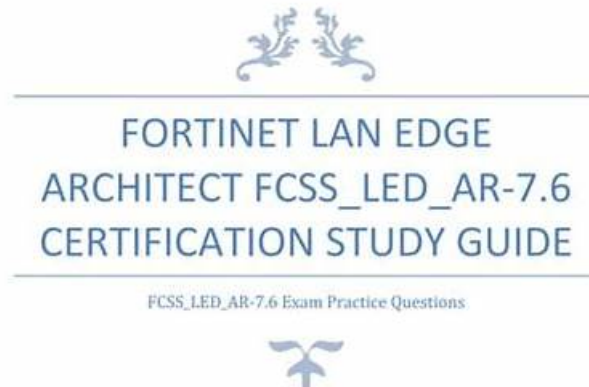 FORTINET LAN EDGE
ARCHITECT FCSS_LED_AR-7.6
CERTIFICATION STUDY GUIDE
FCSS_LED_AR-7.6 Exam Practice Questions